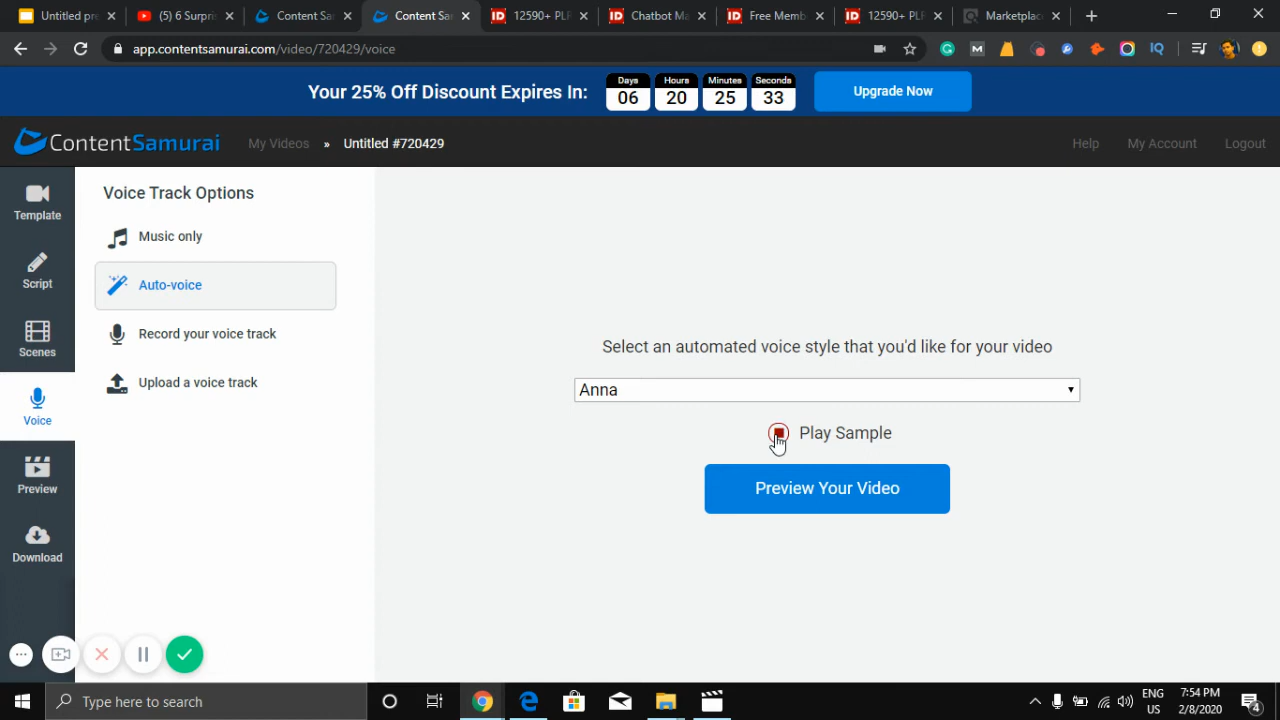 Untitled pre
(5) 6 Surpri
Content Sa
Content Sa
12590+ PLR
Chatbot Ma
Free Memb
12590+ PLR
Marketplac
app.contentsamurai.com/video/720429/voice
Your 25% Off Discount Expires In:
Days
06
Hours
20
Minutes
25
Seconds
33
Upgrade Now
ContentSamurai
My Videos » Untitled #720429
Help
My Account
Logout
Template
Script
Scenes
Voice
Preview
Download
Voice Track Options
Music only
Auto-voice
Record your voice track
Upload a voice track
Select an automated voice style that you'd like for your video
Anna
Play Sample
Preview Your Video
Type here to search
ENG
US
7:54 PM
2/8/2020
4